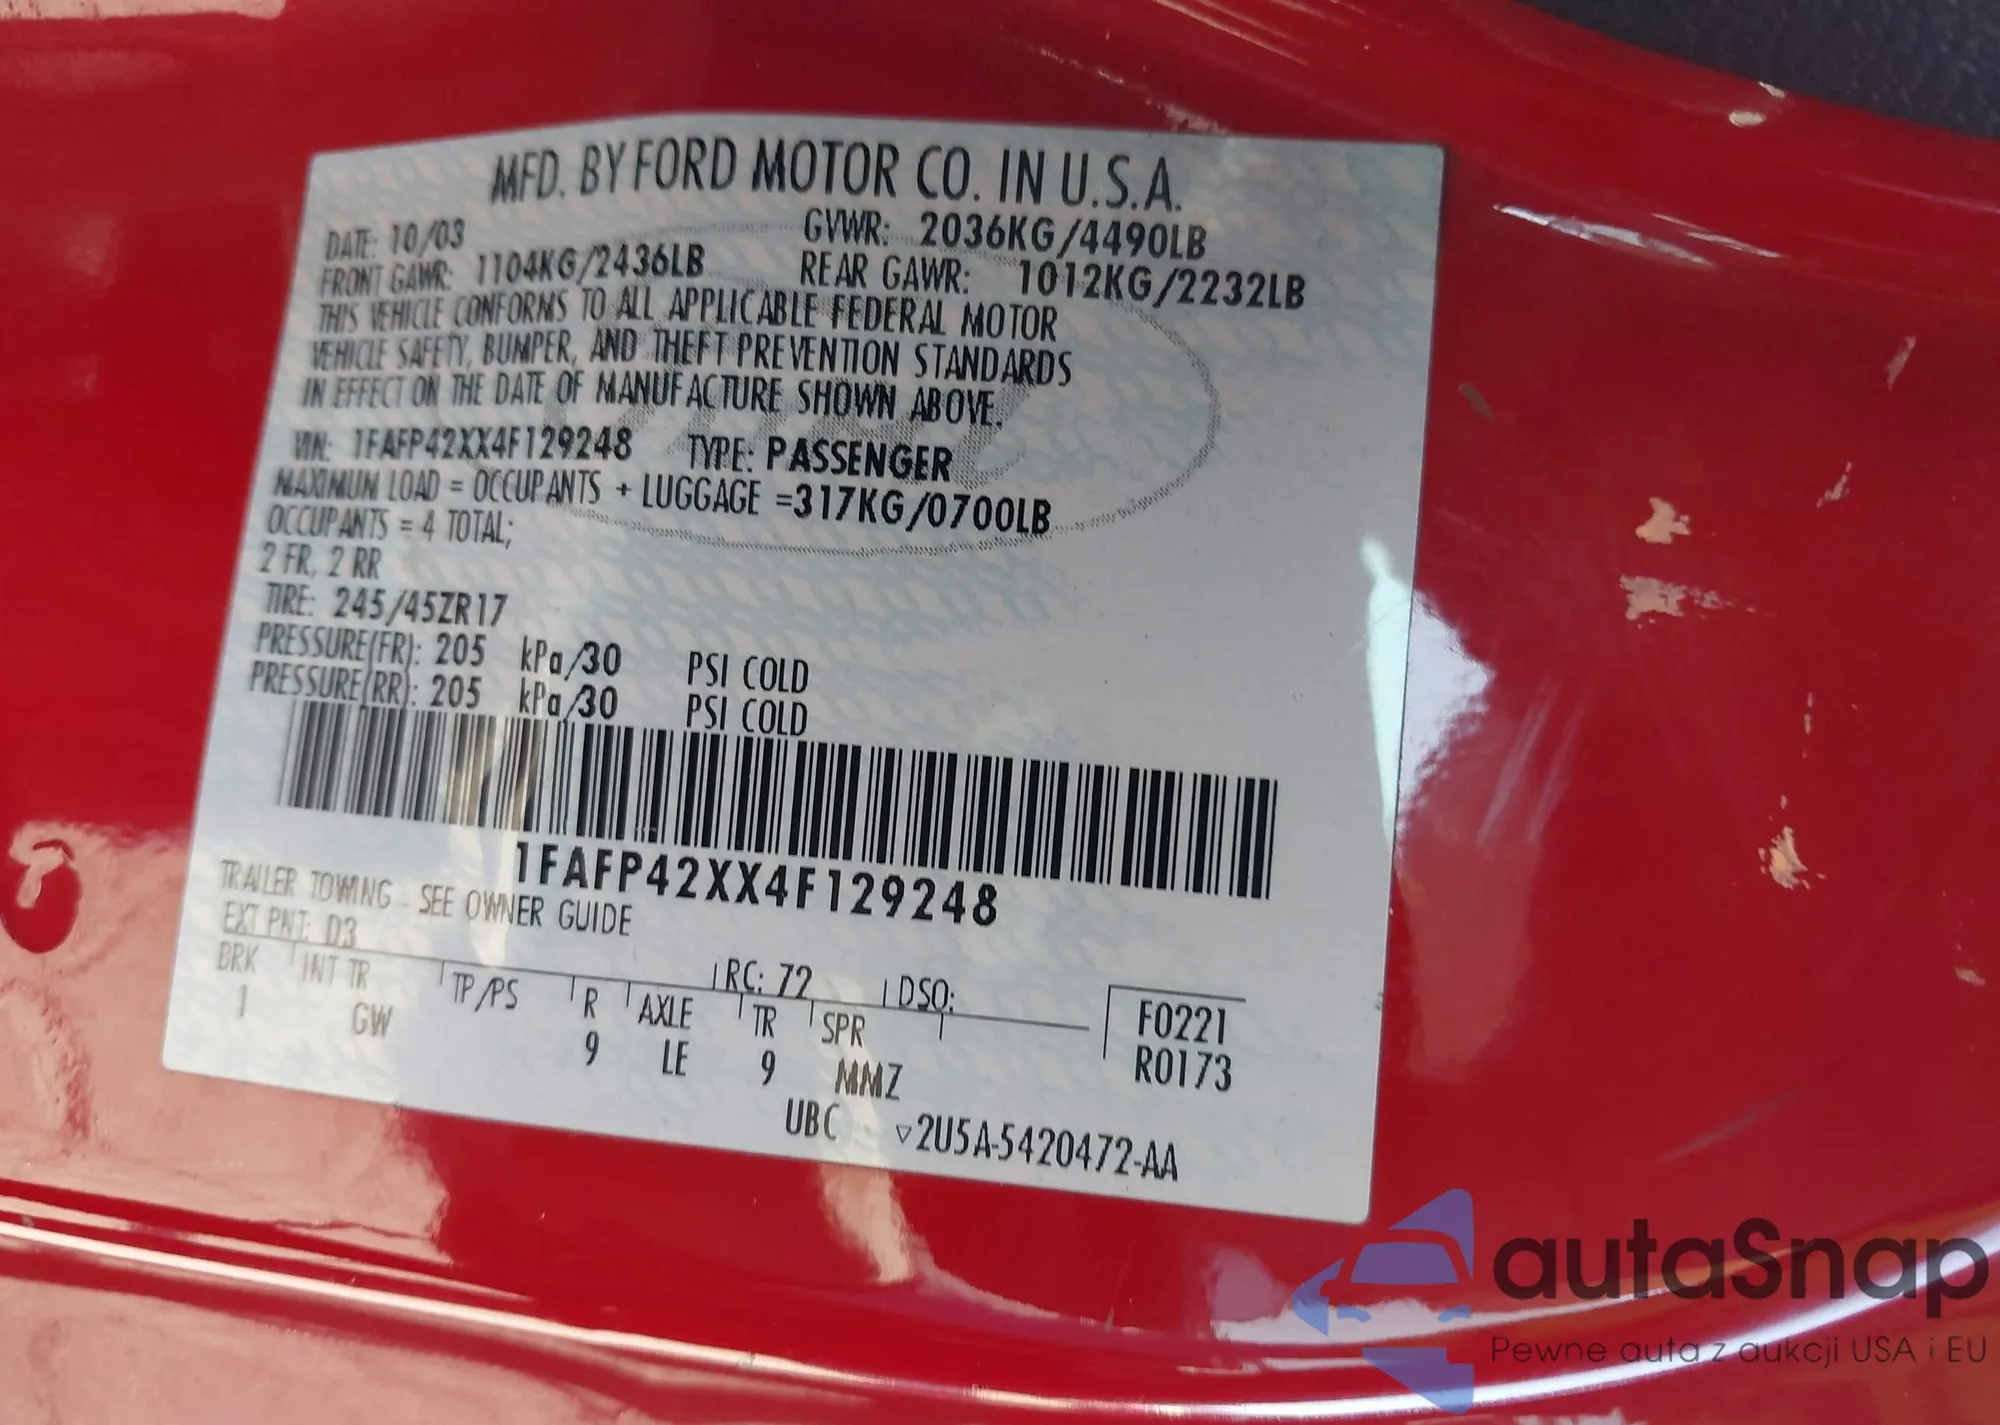 MFD. BY FORD MOTOR CO. IN U.S.A.
DATE: 10/03 GVWR: 2036KG/4490LB
FRONT GAWR: 1104KG/2436LB REAR GAWR: 1012KG/2232LB
THIS VEHICLE CONFORMS TO ALL APPLICABLE FEDERAL MOTOR
VEHICLE SAFETY, BUMPER, AND THEFT PREVENTION STANDARDS
IN EFFECT ON THE DATE OF MANUFACTURE SHOWN ABOVE.
VIN: 1FAFP42XX4F129248 TYPE: PASSENGER
MAXIMUM LOAD = OCCUPANTS + LUGGAGE =317KG/0700LB
OCCUPANTS = 4 TOTAL;
2 FR, 2 RR
TIRE: 245/45ZR17
PRESSURE(FR): 205 kPa/30 PSI COLD
PRESSURE(RR): 205 kPa/30 PSI COLD
1FAFP42XX4F129248
TRAILER TOWING - SEE OWNER GUIDE
EXT PNT: D3 RC: 72 DSO:
BRK INT TR TP/PS R AXLE TR SPR F0221
1 GW 9 LE 9 MMZ R0173
UBC ▽2U5A-5420472-AA
autaSnap
Pewne auta z aukcji USA i EU